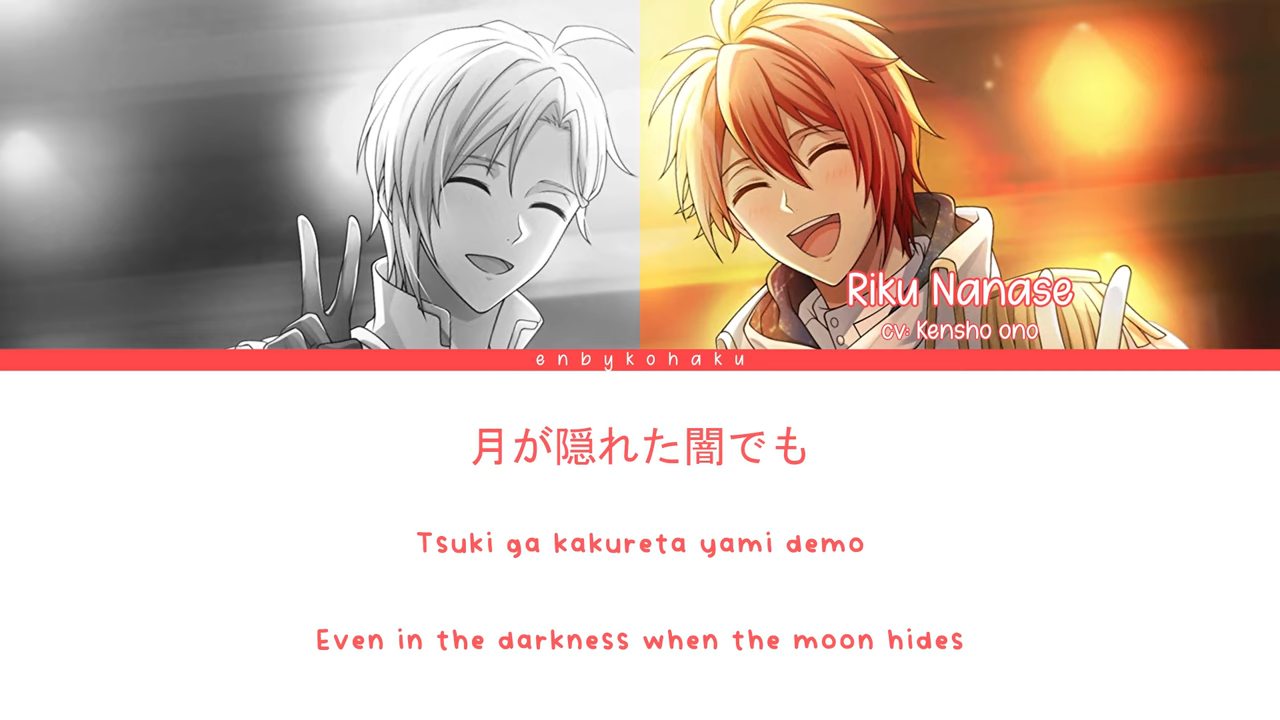 Riku Nanase
cv: Kensho ono
enbykohaku
月が隠れた闇でも
Tsuki ga kakureta yami demo
Even in the darkness when the moon hides